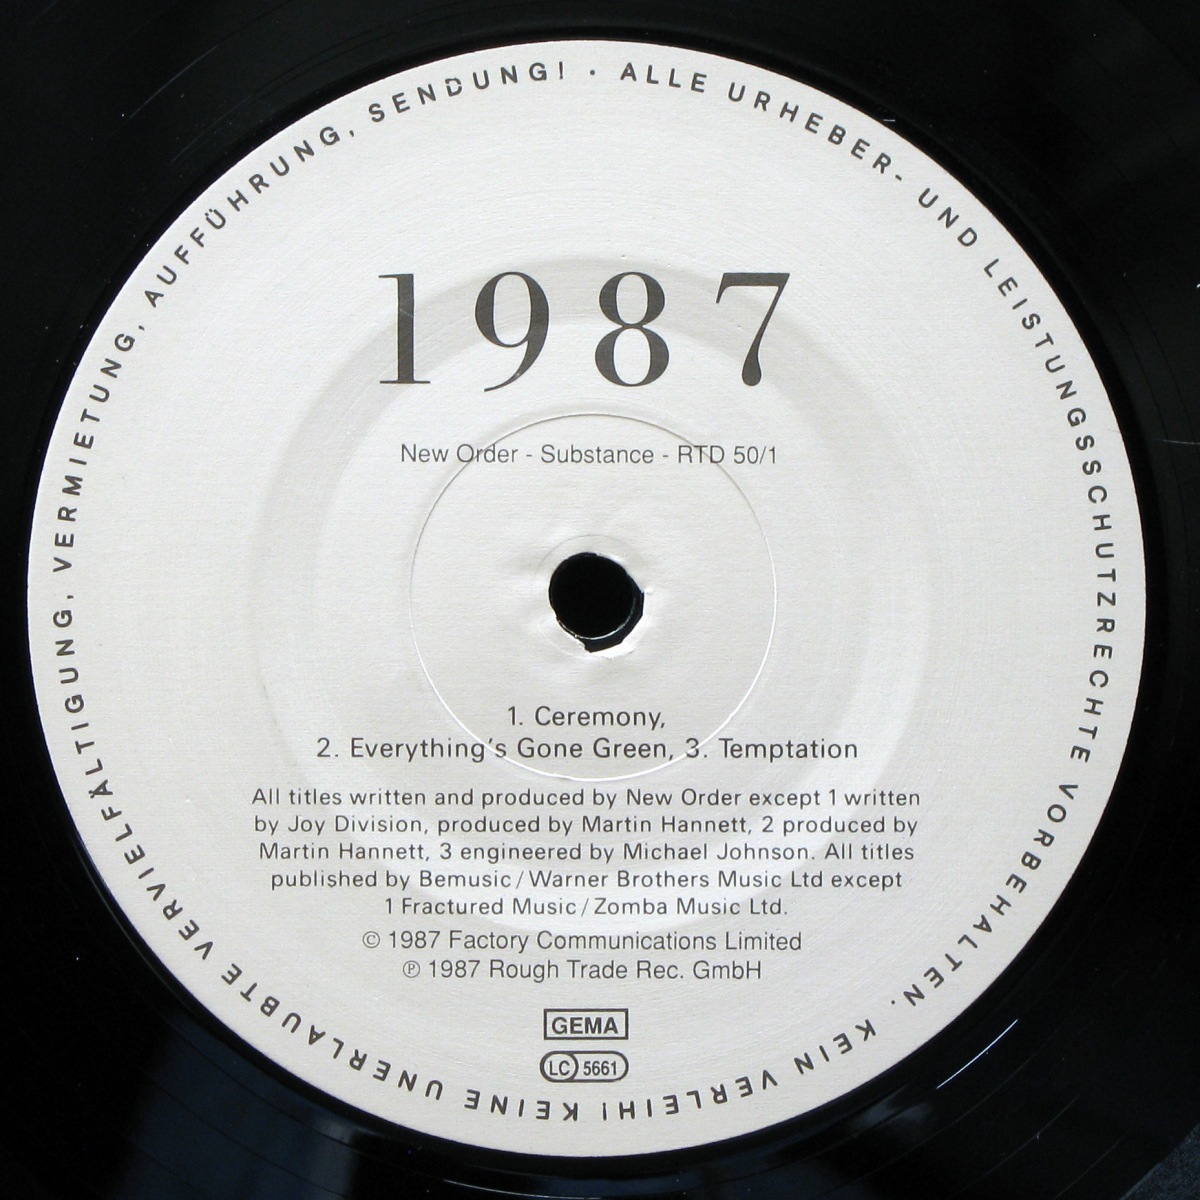 ALLE URHEBER- UND LEISTUNGSSCHUTZRECHTE VORBEHALTEN. KEIN VERLEIH! KEINE UNERLAUBTE VERVIELFÄLTIGUNG, VERMIETUNG, AUFFÜHRUNG, SENDUNG! ·
1987
New Order - Substance - RTD 50/1
1. Ceremony,
2. Everything's Gone Green, 3. Temptation
All titles written and produced by New Order except 1 written
by Joy Division, produced by Martin Hannett, 2 produced by
Martin Hannett, 3 engineered by Michael Johnson. All titles
published by Bemusic/Warner Brothers Music Ltd except
1 Fractured Music/Zomba Music Ltd.
© 1987 Factory Communications Limited
℗ 1987 Rough Trade Rec. GmbH
GEMA
LC 5661